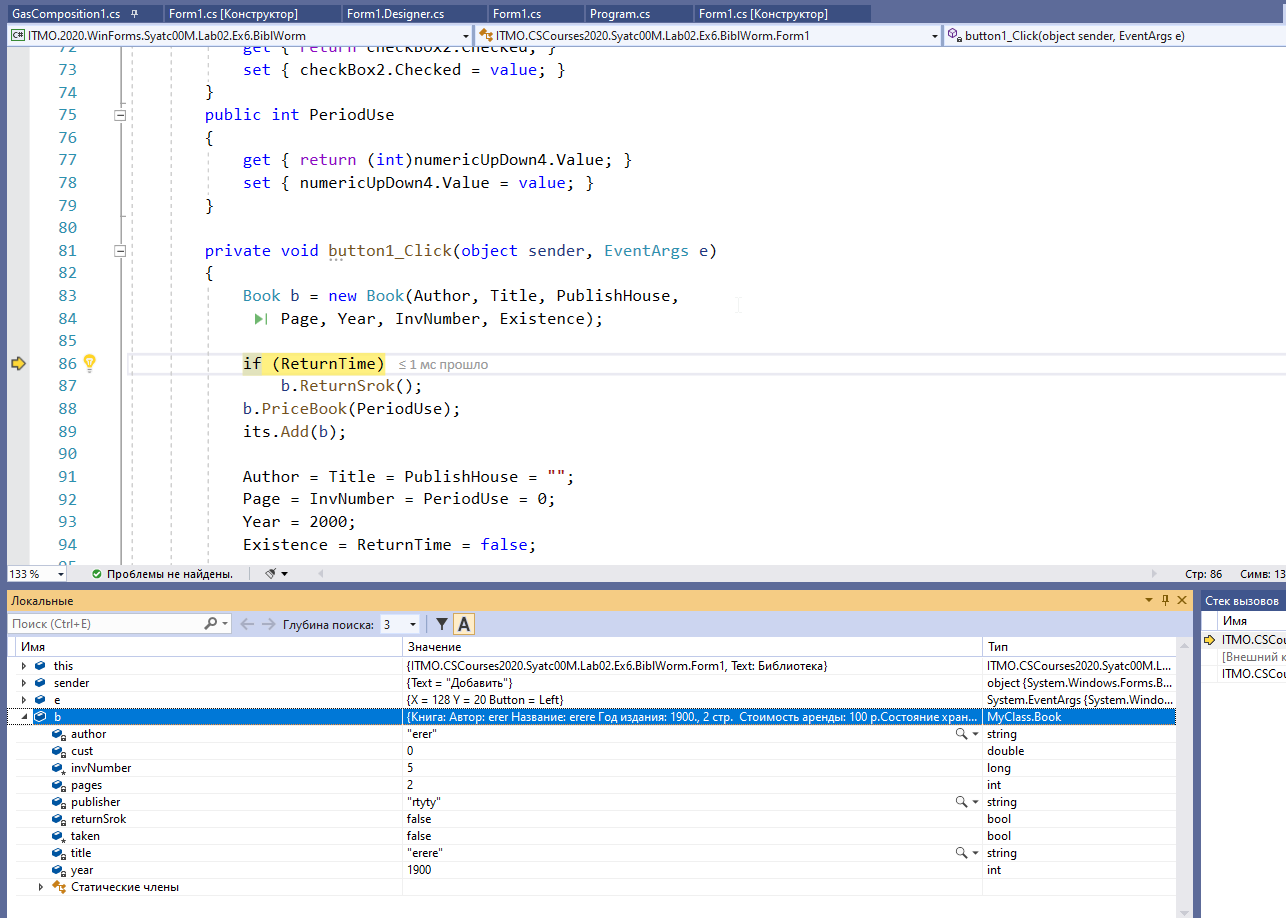 GasComposition1.cs
Form1.cs [Конструктор]
Form1.Designer.cs
Form1.cs
Program.cs
Form1.cs [Конструктор]
C# ITMO.2020.WinForms.Syatc00M.Lab02.Ex6.BiblWorm
ITMO.CSCourses2020.Syatc00M.Lab02.Ex6.BiblWorm.Form1
button1_Click(object sender, EventArgs e)
72 get { return checkBox2.Checked; }
73 set { checkBox2.Checked = value; }
74 }
75 public int PeriodUse
76 {
77 get { return (int)numericUpDown4.Value; }
78 set { numericUpDown4.Value = value; }
79 }
80
81 private void button1_Click(object sender, EventArgs e)
82 {
83 Book b = new Book(Author, Title, PublishHouse,
84 Page, Year, InvNumber, Existence);
85
86 if (ReturnTime) ≤ 1 мс прошло
87 b.ReturnSrok();
88 b.PriceBook(PeriodUse);
89 its.Add(b);
90
91 Author = Title = PublishHouse = "";
92 Page = InvNumber = PeriodUse = 0;
93 Year = 2000;
94 Existence = ReturnTime = false;
133 %
Проблемы не найдены.
Стр: 86 Симв: 13
Локальные
Поиск (Ctrl+E)
Глубина поиска: 3
A
Имя Значение Тип
this {ITMO.CSCourses2020.Syatc00M.Lab02.Ex6.BiblWorm.Form1, Text: Библиотека} ITMO.CSCourses2020.Syatc00M.L...
sender {Text = "Добавить"} object {System.Windows.Forms.B...
e {X = 128 Y = 20 Button = Left} System.EventArgs {System.Windo...
b {Книга: Автор: erer Название: erere Год издания: 1900., 2 стр. Стоимость аренды: 100 р.Состояние хран... MyClass.Book
author "erer" string
cust 0 double
invNumber 5 long
pages 2 int
publisher "rtyty" string
returnSrok false bool
taken false bool
title "erere" string
year 1900 int
Статические члены
Стек вызовов
Имя
ITMO.CSCou
[Внешний к
ITMO.CSCou